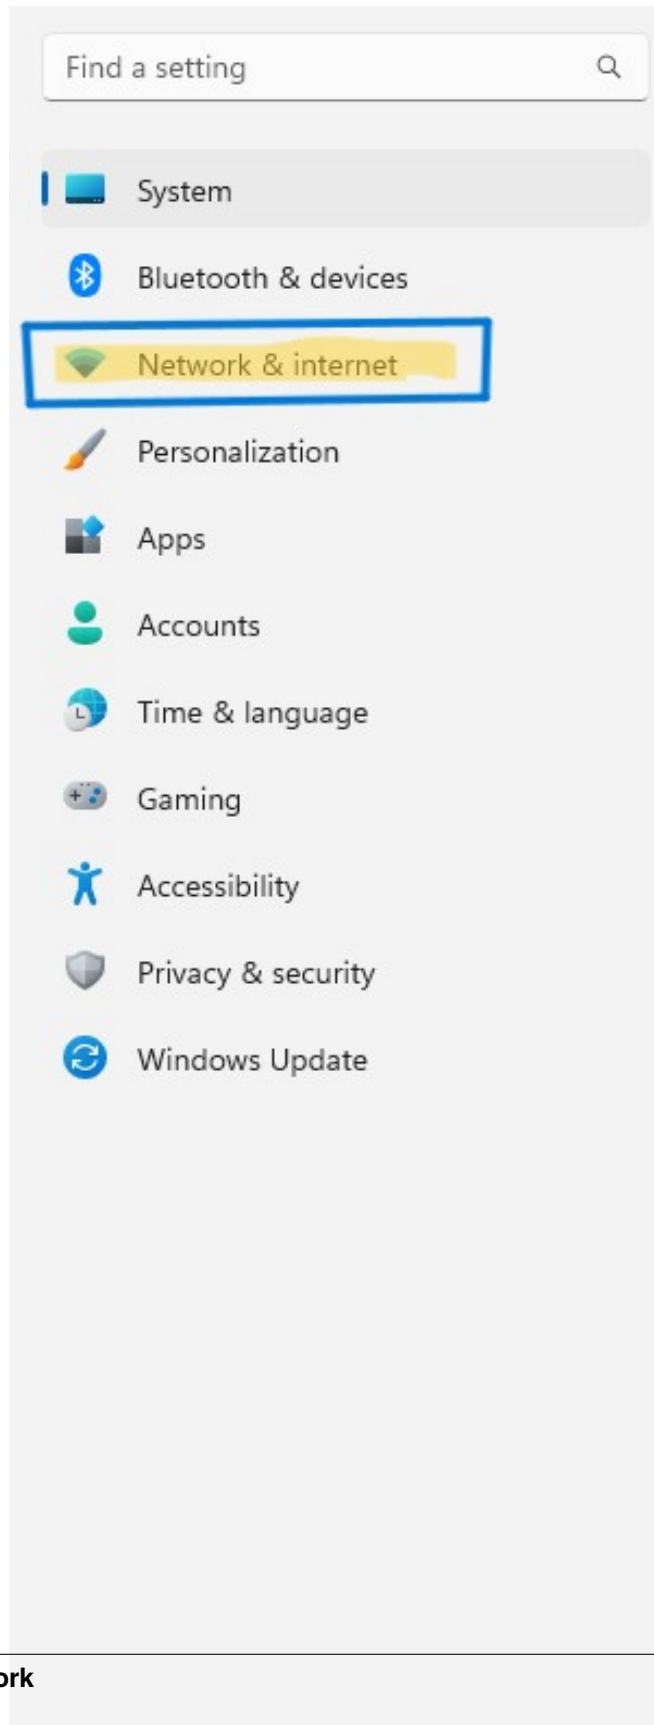 Find a setting
System
Bluetooth & devices
Network & internet
Personalization
Apps
Accounts
Time & language
Gaming
Accessibility
Privacy & security
Windows Update
ork